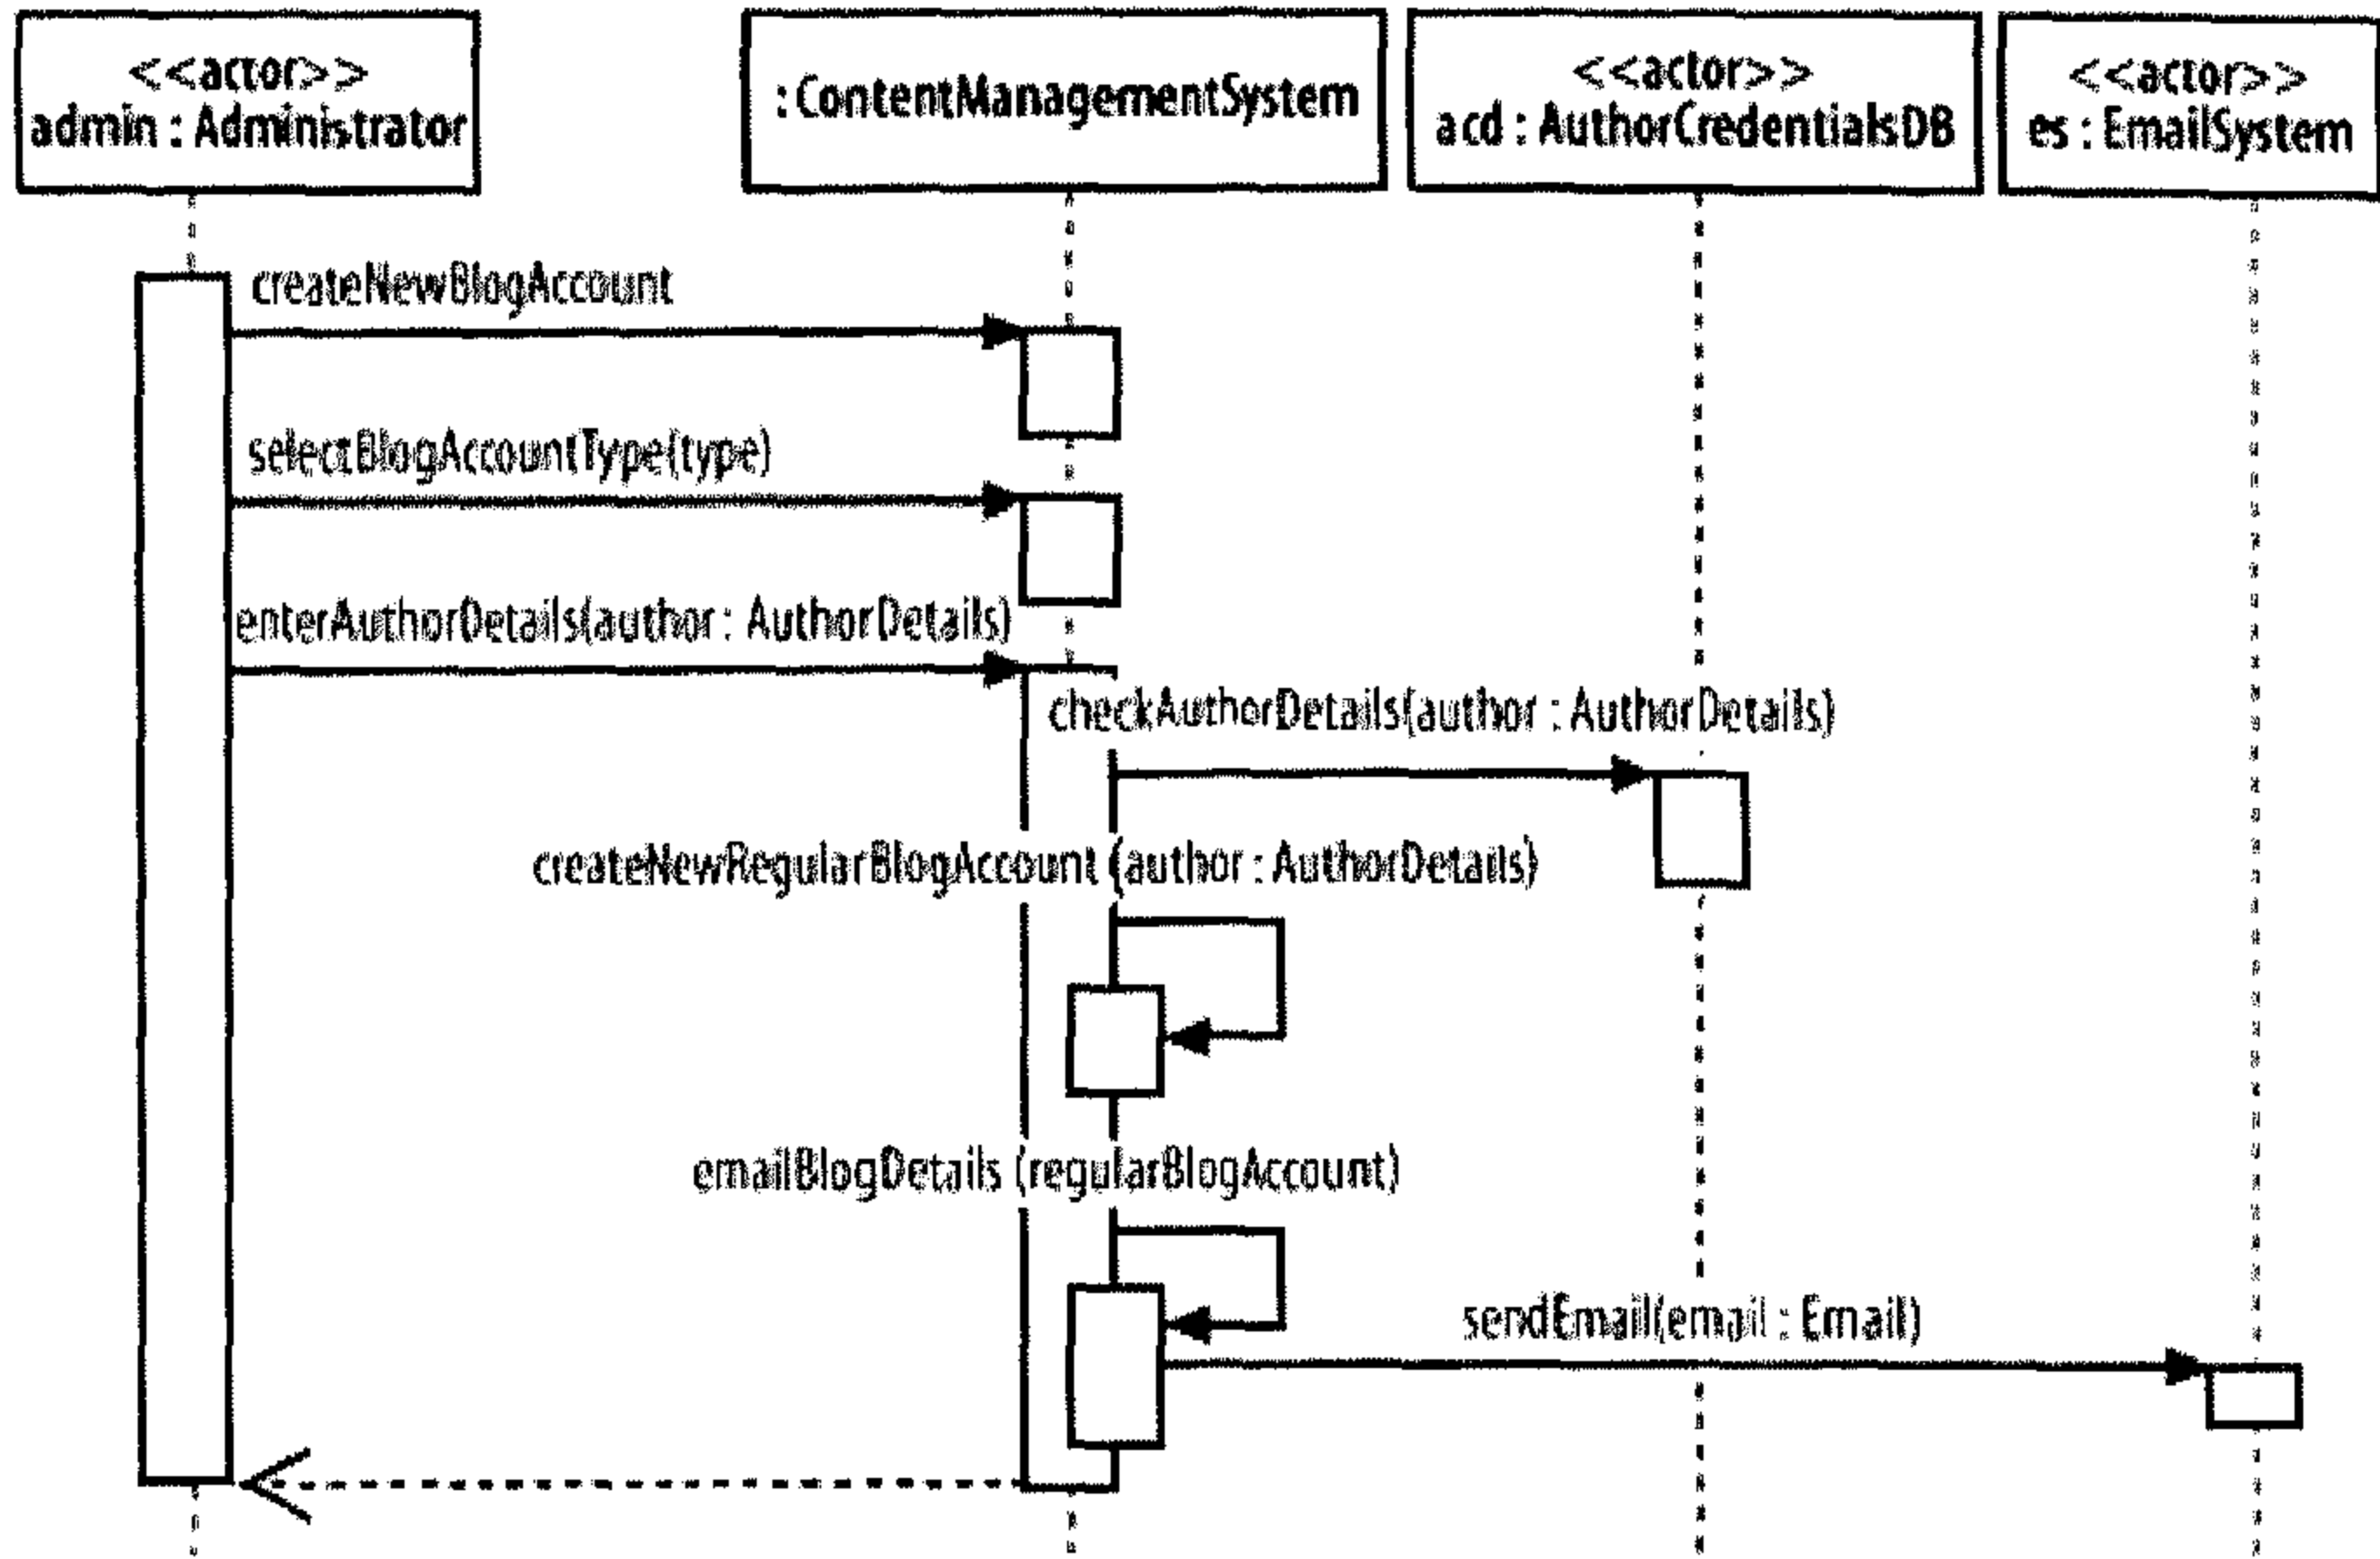 <<actor>>
admin : Administrator
: ContentManagementSystem
<<actor>>
acd : AuthorCredentialsDB
<<actor>>
es : EmailSystem
createNewBlogAccount
selectBlogAccountType(type)
enterAuthorDetails(author : AuthorDetails)
checkAuthorDetails(author : AuthorDetails)
createNewRegularBlogAccount (author : AuthorDetails)
emailBlogDetails (regularBlogAccount)
sendEmail(email : Email)